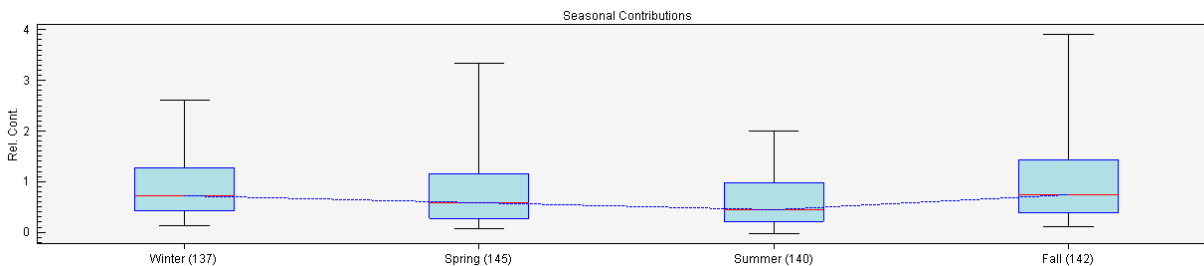 Seasonal Contributions
4
3
2
1
0
Rel. Cont.
Winter (137)
Spring (145)
Summer (140)
Fall (142)